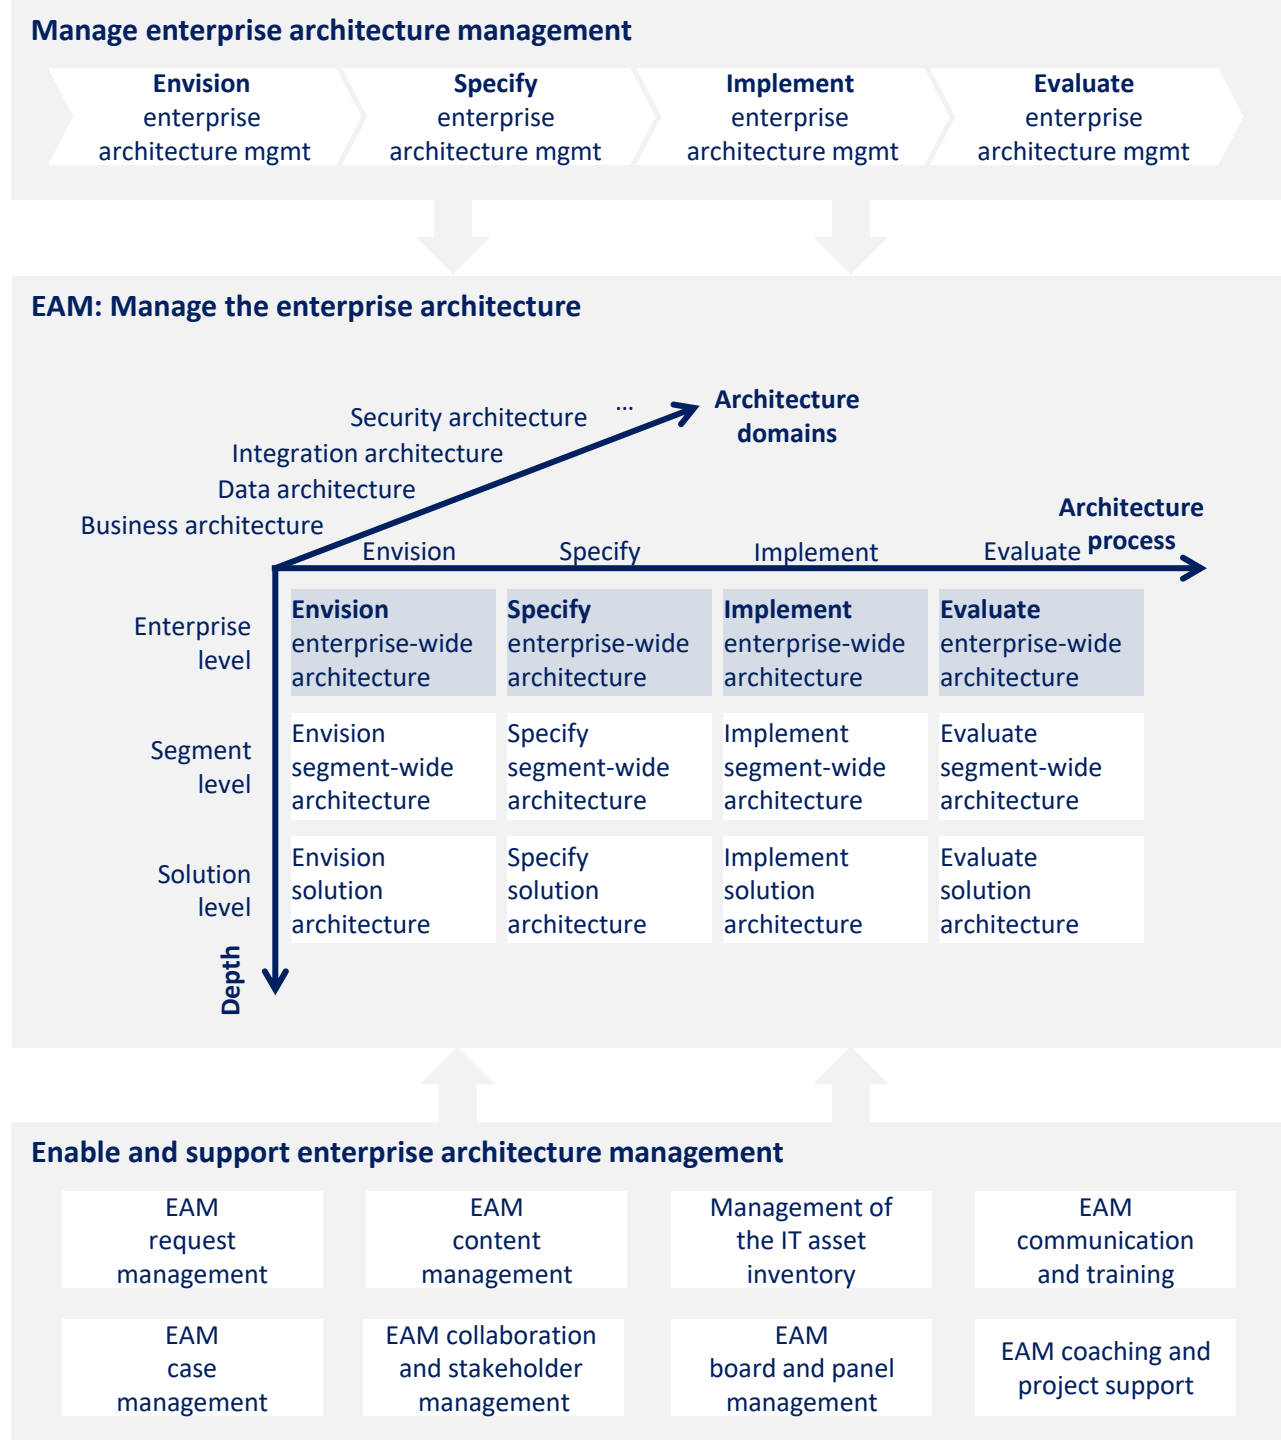 Manage enterprise architecture management
Envision
enterprise
architecture mgmt
Specify
enterprise
architecture mgmt
Implement
enterprise
architecture mgmt
Evaluate
enterprise
architecture mgmt
EAM: Manage the enterprise architecture
Architecture
domains
...
Security architecture
Integration architecture
Data architecture
Business architecture
Architecture
process
Envision
Specify
Implement
Evaluate
Enterprise
level
Envision
enterprise-wide
architecture
Specify
enterprise-wide
architecture
Implement
enterprise-wide
architecture
Evaluate
enterprise-wide
architecture
Segment
level
Envision
segment-wide
architecture
Specify
segment-wide
architecture
Implement
segment-wide
architecture
Evaluate
segment-wide
architecture
Solution
level
Envision
solution
architecture
Specify
solution
architecture
Implement
solution
architecture
Evaluate
solution
architecture
Depth
Enable and support enterprise architecture management
EAM
request
management
EAM
content
management
Management of
the IT asset
inventory
EAM
communication
and training
EAM
case
management
EAM collaboration
and stakeholder
management
EAM
board and panel
management
EAM coaching and
project support